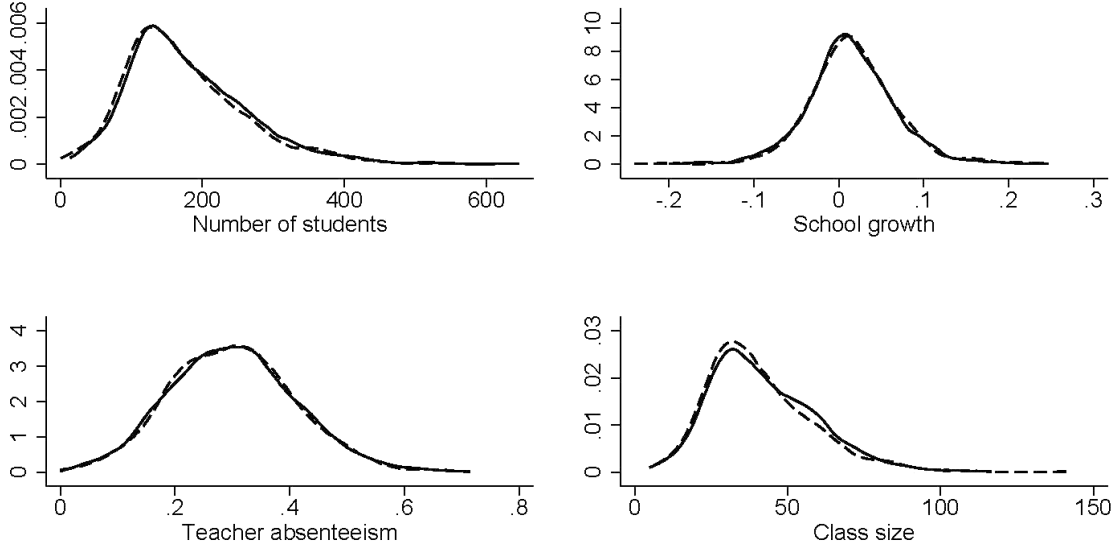 0 .002 .004 .006
0 200 400 600
Number of students
0 2 4 6 8 10
-.2 -.1 0 .1 .2 .3
School growth
0 1 2 3 4
0 .2 .4 .6 .8
Teacher absenteeism
0 .01 .02 .03
0 50 100 150
Class size